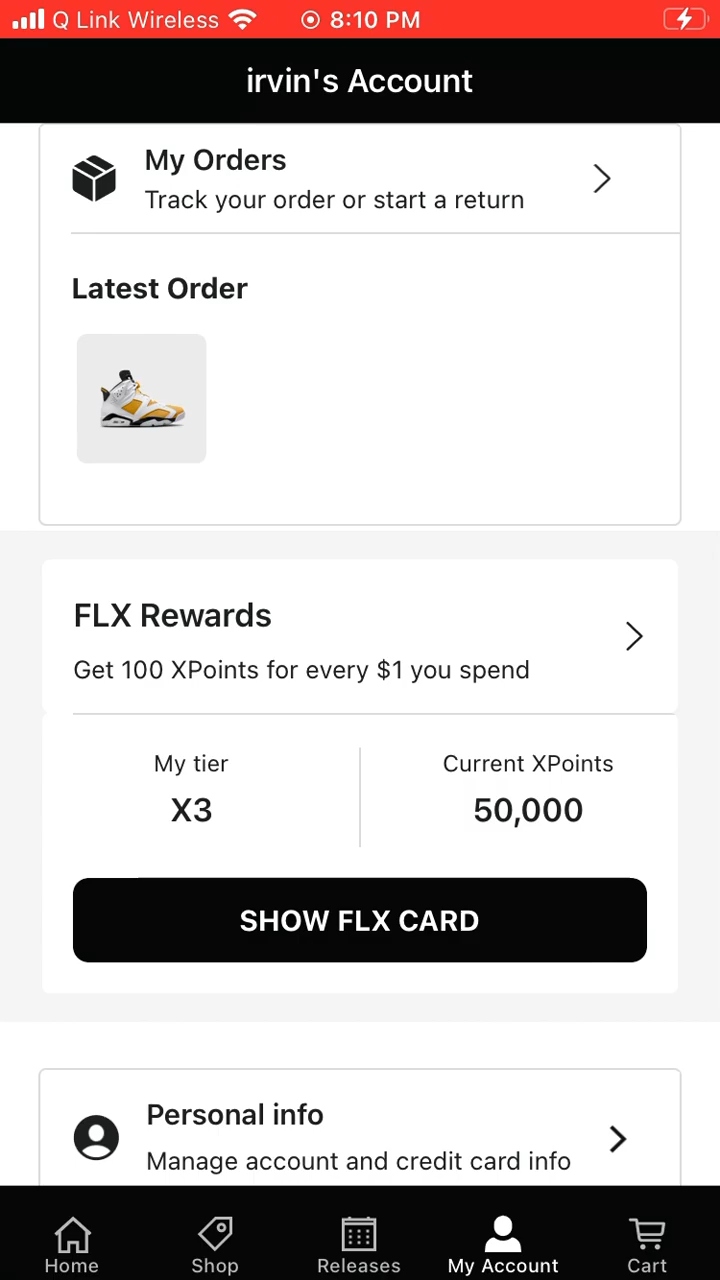 Q Link Wireless 8:10 PM
irvin's Account
My Orders
Track your order or start a return
Latest Order
FLX Rewards
Get 100 XPoints for every $1 you spend
My tier
X3
Current XPoints
50,000
SHOW FLX CARD
Personal info
Manage account and credit card info
Home Shop Releases My Account Cart